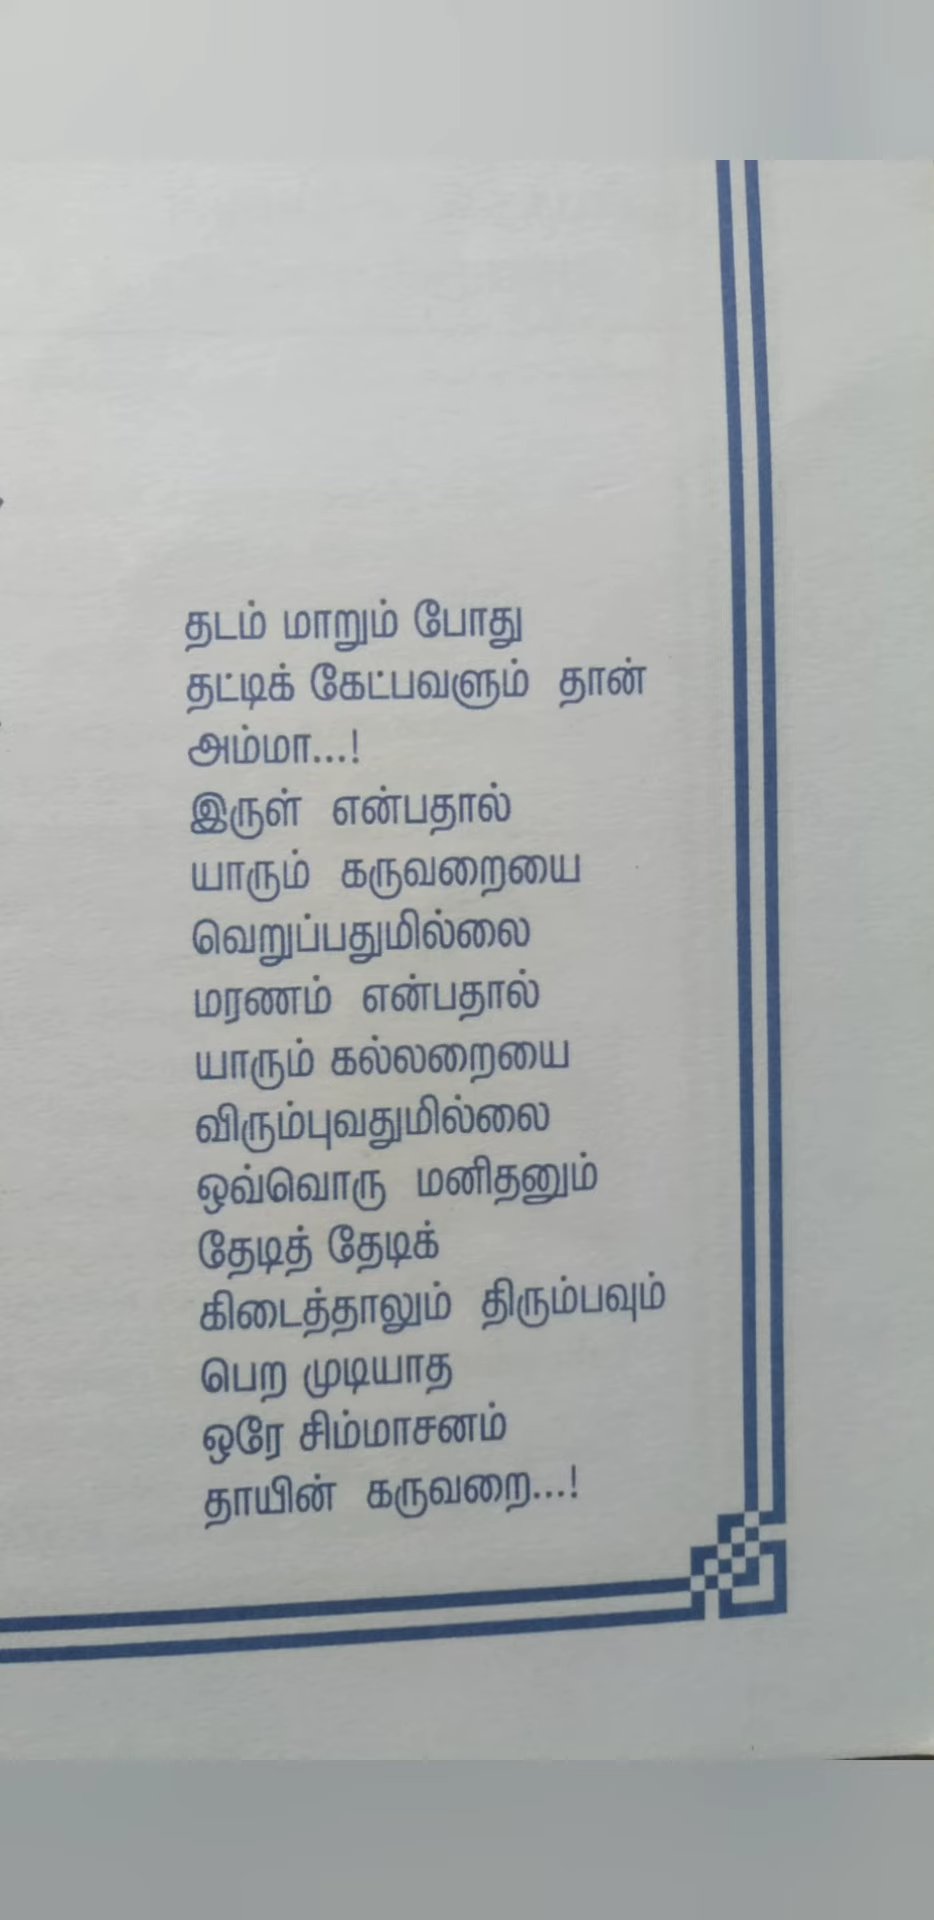 தடம் மாறும் போது
தட்டிக் கேட்பவளும் தான்
அம்மா...!
இருள் என்பதால்
யாரும் கருவறையை
வெறுப்பதுமில்லை
மரணம் என்பதால்
யாரும் கல்லறையை
விரும்புவதுமில்லை
ஒவ்வொரு மனிதனும்
தேடித் தேடிக்
கிடைத்தாலும் திரும்பவும்
பெற முடியாத
ஒரே சிம்மாசனம்
தாயின் கருவறை...!